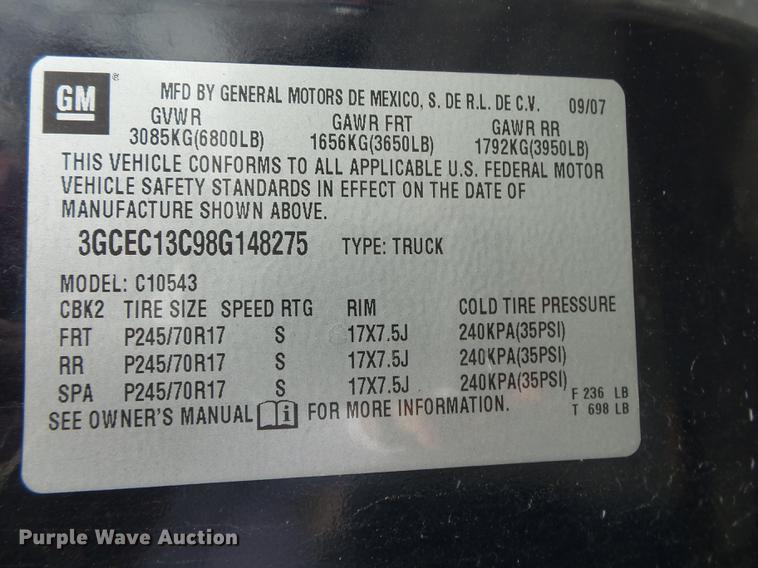 GM ®
MFD BY GENERAL MOTORS DE MEXICO, S. DE R.L. DE C.V. 09/07
GVWR GAWR FRT GAWR RR
3085KG(6800LB) 1656KG(3650LB) 1792KG(3950LB)
THIS VEHICLE CONFORMS TO ALL APPLICABLE U.S. FEDERAL MOTOR
VEHICLE SAFETY STANDARDS IN EFFECT ON THE DATE OF
MANUFACTURE SHOWN ABOVE.
3GCEC13C98G148275 TYPE: TRUCK
MODEL: C10543
CBK2 TIRE SIZE SPEED RTG RIM COLD TIRE PRESSURE
FRT P245/70R17 S 17X7.5J 240KPA(35PSI)
RR P245/70R17 S 17X7.5J 240KPA(35PSI)
SPA P245/70R17 S 17X7.5J 240KPA(35PSI) F 236 LB
SEE OWNER'S MANUAL i FOR MORE INFORMATION. T 698 LB
Purple Wave Auction